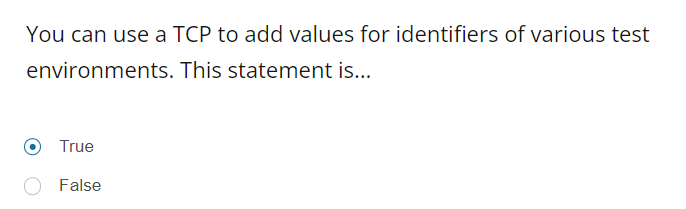 You can use a TCP to add values for identifiers of various test
environments. This statement is...
True
False